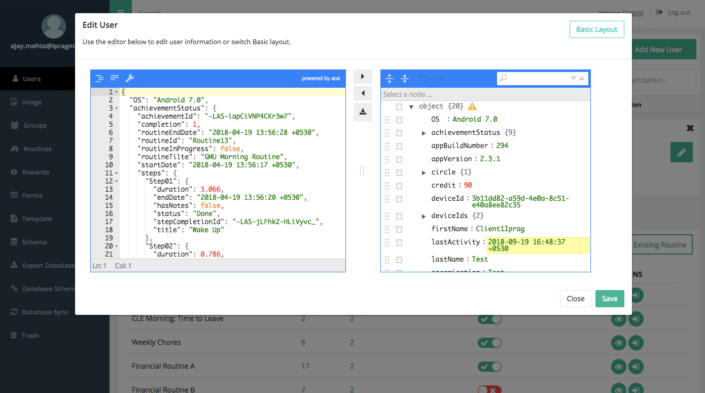 Edit User
Use the editor below to edit user information or switch Basic layout.
Basic Layout
Log out
ajay.mehta@ipragm
Add New User
Users
Image
Groups
Routines
Rewards
Forms
Template
Scheme
Export Database
Database Schem
Database Sync
Trash
powered by ace
1 {
2 "OS": "Android 7.0",
3 "achievementStatus": {
4 "achievementId": "-LAS-iapCiVNP4CKr3w7",
5 "completion": 1,
6 "routineEndDate": "2018-04-19 13:56:28 +0530",
7 "routineId": "Routine13",
8 "routineInProgress": false,
9 "routineTilte": "GMU Morning Routine",
10 "startDate": "2018-04-19 13:56:17 +0530",
11 "steps": {
12 "Step01": {
13 "duration": 3.066,
14 "endDate": "2018-04-19 13:56:20 +0530",
15 "hasNotes": false,
16 "status": "Done",
17 "stepCompletionId": "-LAS-jLFhkZ-HLiVyvc_",
18 "title": "Wake Up"
19 },
20 "Step02": {
21 "duration": 0.786,
Ln: 1 Col: 1
Select a node ...
object {20}
OS : Android 7.0
achievementStatus {9}
appBuildNumber : 294
appVersion : 2.3.1
circle {1}
credit : 90
deviceId : 3b11dd82-a59d-4e0a-8c51-
e40a8ee82c35
deviceIds {2}
firstName : Client1Iprag
lastActivity : 2018-09-19 16:48:37
+0530
lastName : Test
Existing Routine
Close
Save
CLE Morning: Time to Leave 2 2
Weekly Chores 6 2
Financial Routine A 17 2
Financial Routine B 7 2